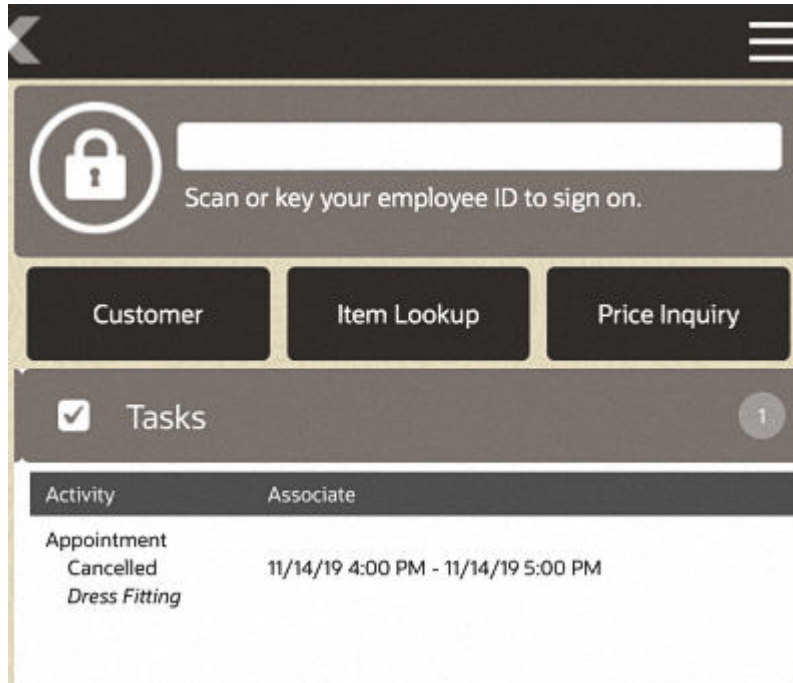 Scan or key your employee ID to sign on.
Customer
Item Lookup
Price Inquiry
Tasks
1
Activity
Associate
Appointment
Cancelled
11/14/19 4:00 PM - 11/14/19 5:00 PM
Dress Fitting